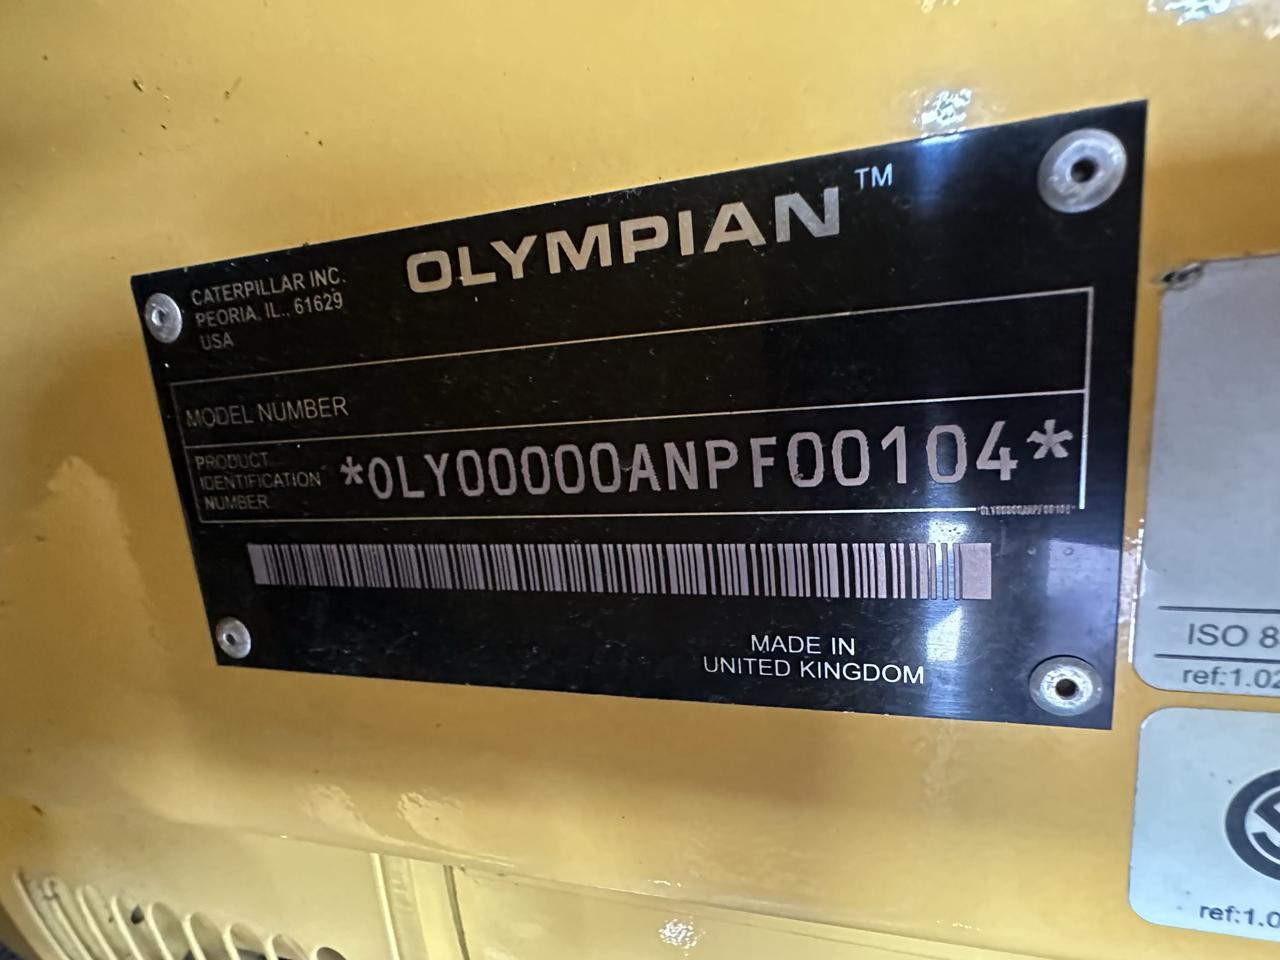 OLYMPIAN™
CATERPILLAR INC.
PEORIA, IL., 61629
USA
MODEL NUMBER
PRODUCT
IDENTIFICATION
NUMBER
*OLY00000ANPF00104*
MADE IN
UNITED KINGDOM
ISO 8
ref:1.02
ref:1.0